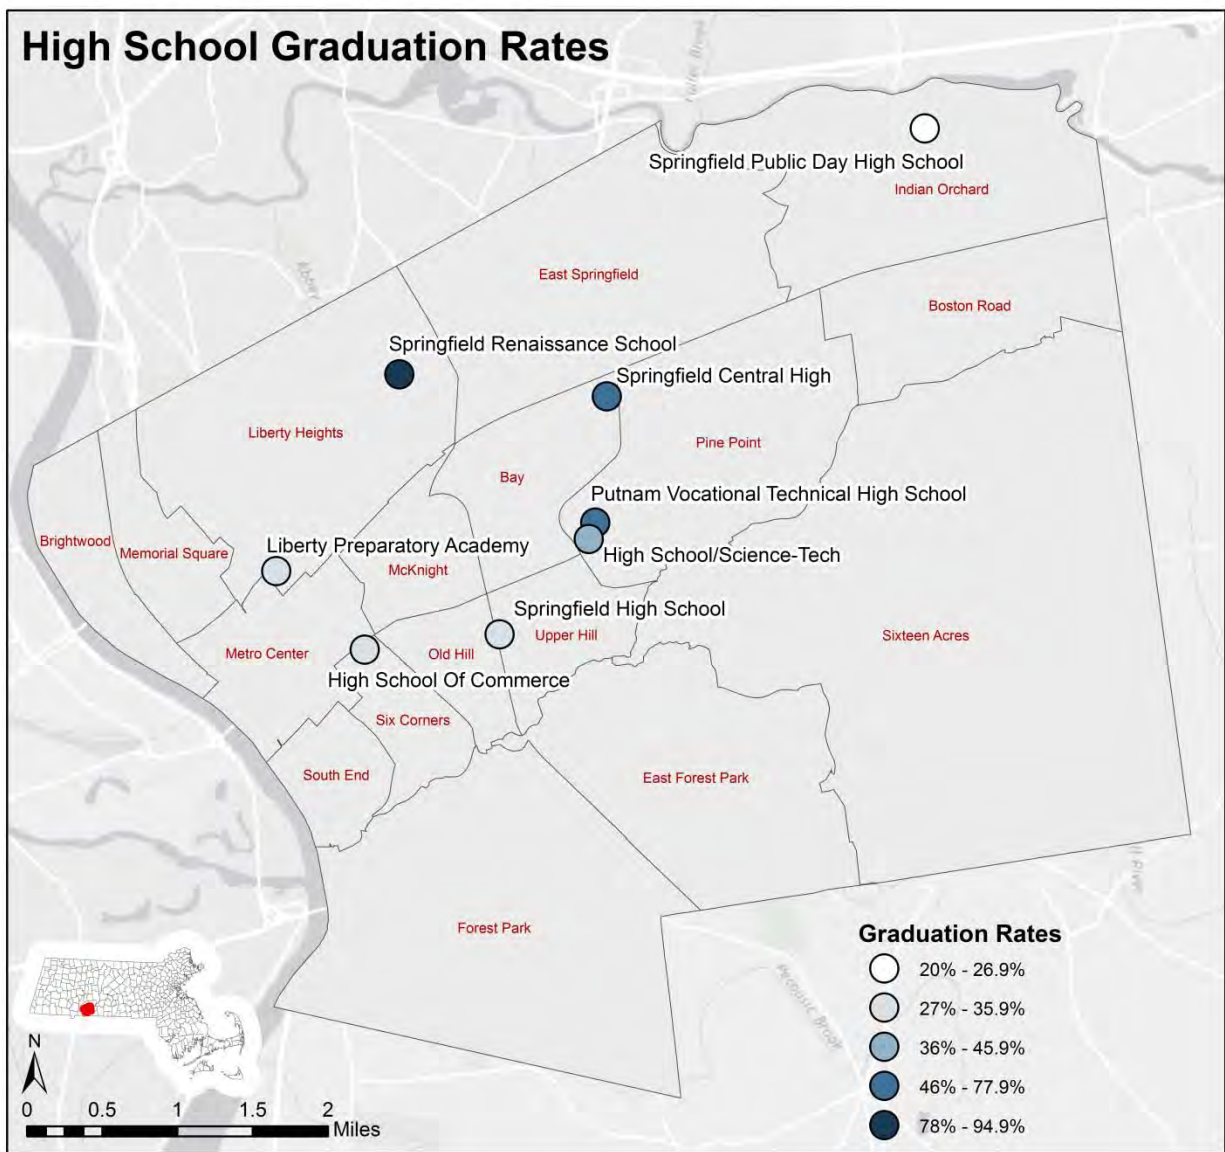 High School Graduation Rates
Springfield Public Day High School
Indian Orchard
East Springfield
Boston Road
Springfield Renaissance School
Springfield Central High
Liberty Heights
Pine Point
Bay
Putnam Vocational Technical High School
Brightwood
Memorial Square
Liberty Preparatory Academy
High School/Science-Tech
McKnight
Springfield High School
Metro Center
Old Hill
Upper Hill
Sixteen Acres
High School Of Commerce
Six Corners
South End
East Forest Park
Forest Park
Pecousic Brook
Graduation Rates
20% - 26.9%
27% - 35.9%
36% - 45.9%
46% - 77.9%
78% - 94.9%
N
0 0.5 1 1.5 2
Miles